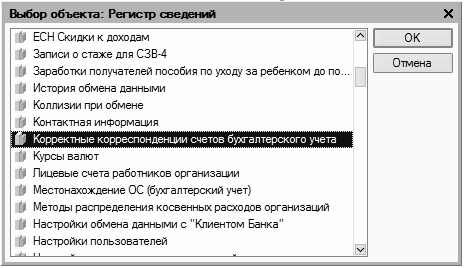 Выбор объекта: Регистр сведений
ЕСН Скидки к доходам
Записи о стаже для СЗВ-4
Заработки получателей пособия по уходу за ребенком до по...
История обмена данными
Коллизии при обмене
Контактная информация
Корректные корреспонденции счетов бухгалтерского учета
Курсы валют
Лицевые счета работников организации
Местонахождение ОС (бухгалтерский учет)
Методы распределения косвенных расходов организаций
Настройки обмена данными с "Клиентом Банка"
Настройки пользователей
OK
Отмена